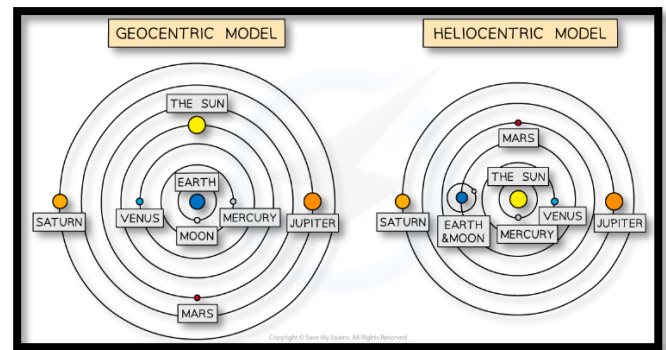 GEOCENTRIC MODEL
THE SUN
EARTH
VENUS
MERCURY
MOON
SATURN
JUPITER
MARS
HELIOCENTRIC MODEL
MARS
THE SUN
SATURN
EARTH
&MOON
VENUS
MERCURY
JUPITER
Copyright © Save My Exams. All Rights Reserved